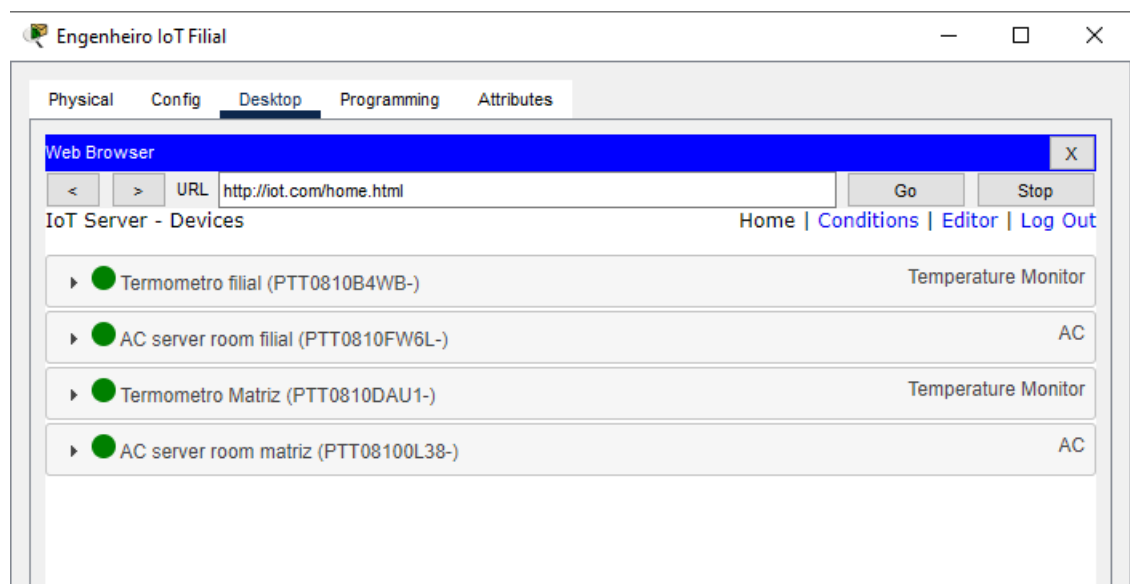 Engenheiro IoT Filial
Physical Config Desktop Programming Attributes
Web Browser X
< > URL http://iot.com/home.html Go Stop
IoT Server - Devices Home | Conditions | Editor | Log Out
Termometro filial (PTT0810B4WB-) Temperature Monitor
AC server room filial (PTT0810FW6L-) AC
Termometro Matriz (PTT0810DAU1-) Temperature Monitor
AC server room matriz (PTT08100L38-) AC